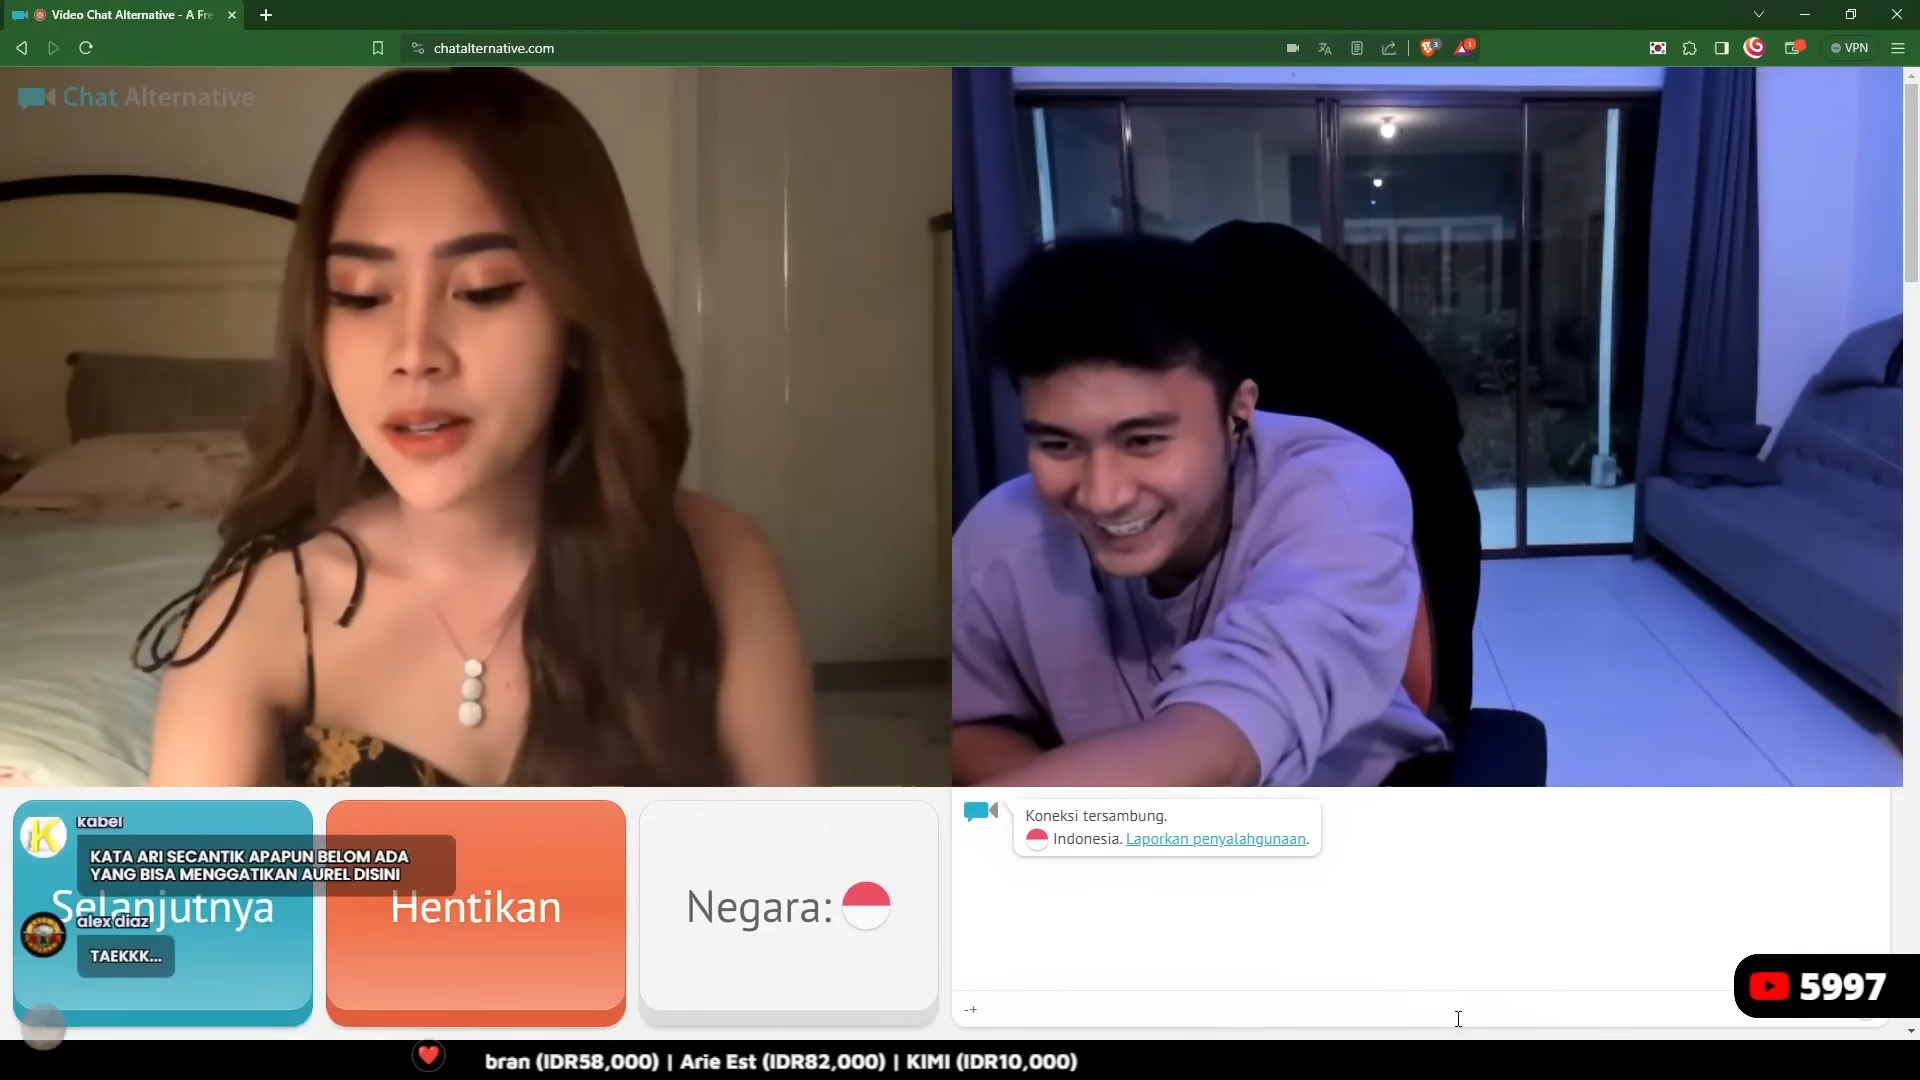 Video Chat Alternative - A Fre
chatalternative.com
3
1
VPN
Chat Alternative
kabel
KATA ARI SECANTIK APAPUN BELOM ADA
YANG BISA MENGGATIKAN AUREL DISINI
Selanjutnya
alex diaz
TAEKKK...
Hentikan
Negara:
Koneksi tersambung.
Indonesia. Laporkan penyalahgunaan.
-+
5997
bran (IDR58,000) | Arie Est (IDR82,000) | KIMI (IDR10,000)